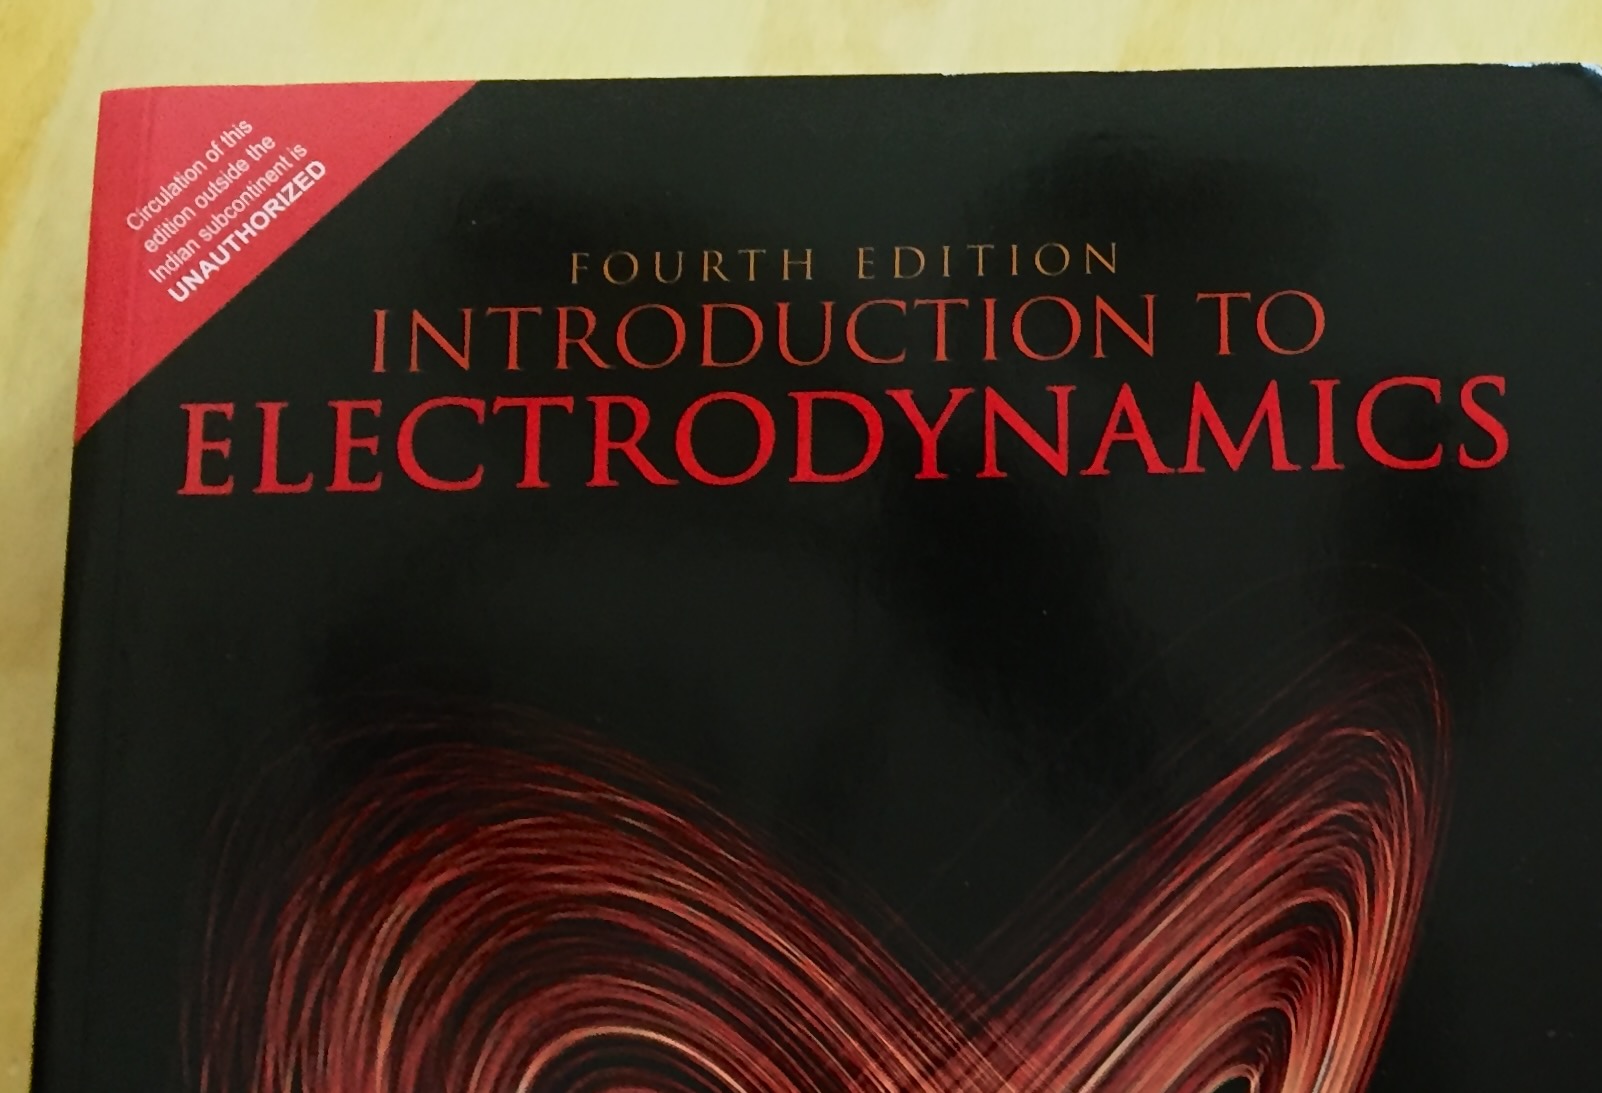 Circulation of this
edition outside the
Indian subcontinent is
UNAUTHORIZED
FOURTH EDITION
INTRODUCTION TO
ELECTRODYNAMICS